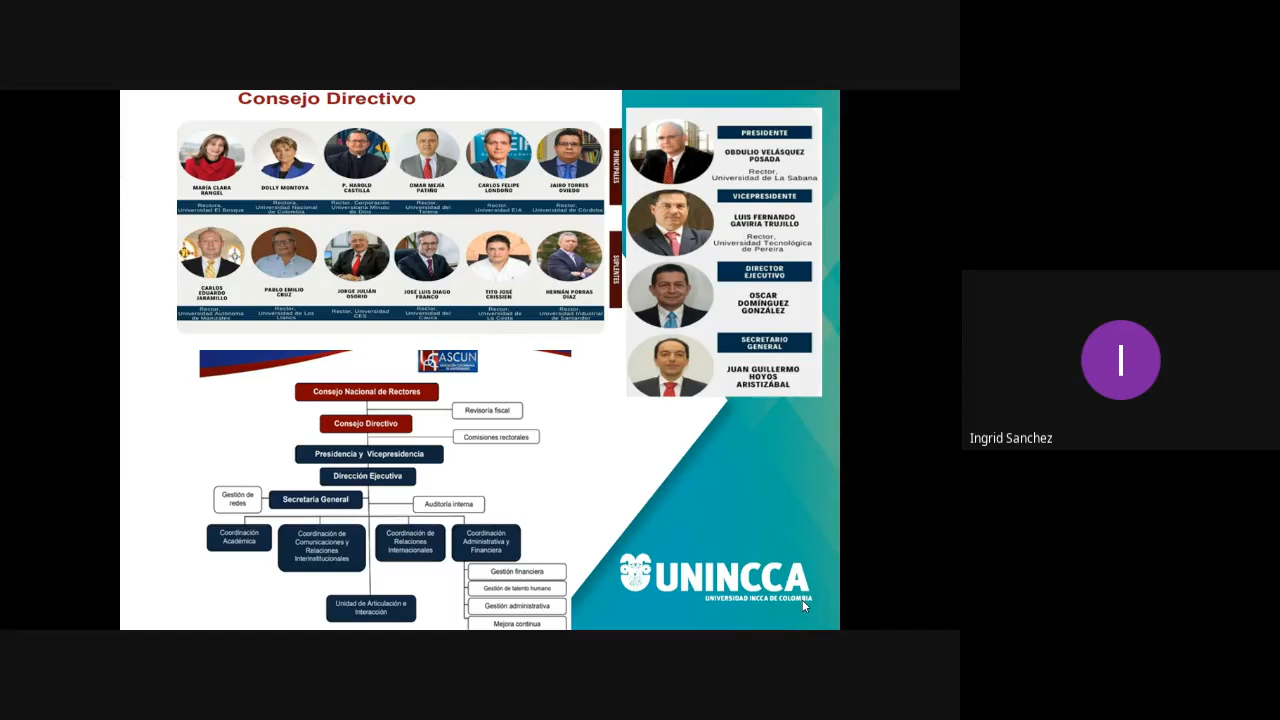 Consejo Directivo
MARÍA CLARA
RANGEL
Rectora,
Universidad El Bosque
DOLLY MONTOYA
Rectora,
Universidad Nacional
de Colombia
P. HAROLD
CASTILLA
Rector, Corporación
Universitaria Minuto
de Dios
OMAR MEJÍA
PATIÑO
Rector,
Universidad del
Tolima
CARLOS FELIPE
LONDOÑO
Rector,
Universidad EIA
JAIRO TORRES
OVIEDO
Rector,
Universidad de Córdoba
PRINCIPALES
CARLOS
EDUARDO
JARAMILLO
Rector,
Universidad Autónoma
de Manizales
PABLO EMILIO
CRUZ
Rector,
Universidad de Los
Llanos
JORGE JULIÁN
OSORIO
Rector, Universidad
CES
JOSÉ LUIS DIAGO
FRANCO
Rector,
Universidad del
Cauca
TITO JOSÉ
CRISSIEN
Rector,
Universidad de
La Costa
HERNÁN PORRAS
DÍAZ
Rector,
Universidad Industrial
de Santander
SUPLENTES
PRESIDENTE
OBDULIO VELÁSQUEZ
POSADA
Rector,
Universidad de La Sabana
VICEPRESIDENTE
LUIS FERNANDO
GAVIRIA TRUJILLO
Rector,
Universidad Tecnológica
de Pereira
DIRECTOR
EJECUTIVO
OSCAR
DOMÍNGUEZ
GONZÁLEZ
SECRETARIO
GENERAL
JUAN GUILLERMO
HOYOS
ARISTIZÁBAL
ASCUN
Consejo Nacional de Rectores
Revisoría fiscal
Consejo Directivo
Comisiones rectorales
Presidencia y Vicepresidencia
Dirección Ejecutiva
Gestión de
redes
Secretaria General
Auditoría interna
Coordinación
Académica
Coordinación de
Comunicaciones y
Relaciones
Interinstitucionales
Coordinación de
Relaciones
Internacionales
Coordinación
Administrativa y
Financiera
Gestión financiera
Gestión de talento humano
Gestión administrativa
Mejora continua
Unidad de Articulación e
Interacción
UNINCCA
UNIVERSIDAD INCCA DE COLOMBIA
I
Ingrid Sanchez